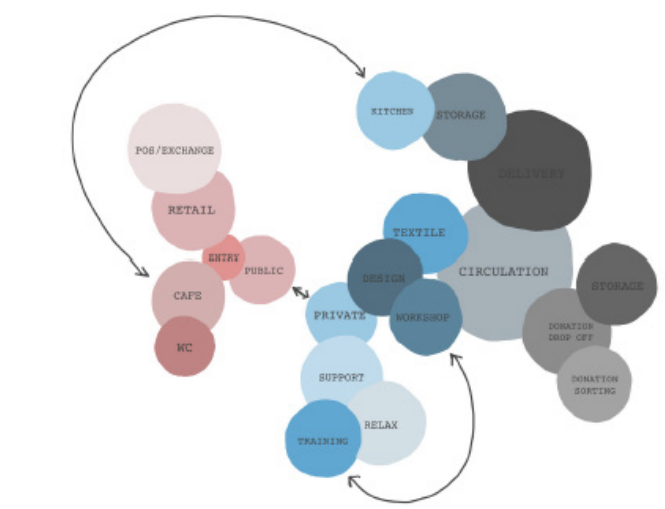 KITCHEN
STORAGE
POS/EXCHANGE
DELIVERY
RETAIL
TEXTILE
ENTRY
PUBLIC
DESIGN
CIRCULATION
STORAGE
CAFE
PRIVATE
WORKSHOP
DONATION
DROP OFF
WC
SUPPORT
DONATION
SORTING
RELAX
TRAINING